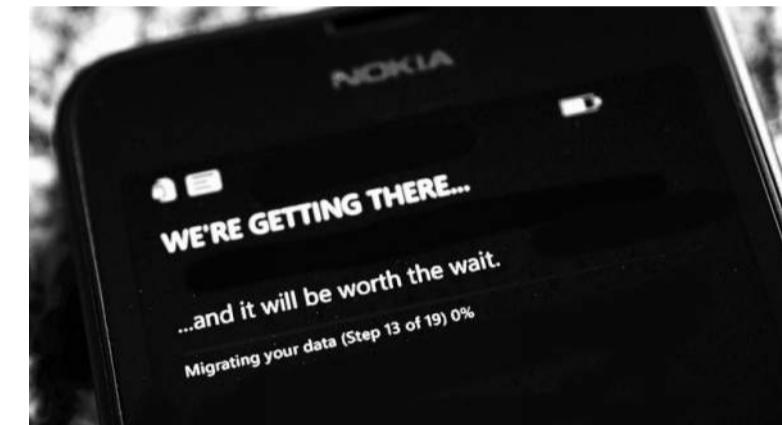 NOKIA
WE'RE GETTING THERE...
...and it will be worth the wait.
Migrating your data (Step 13 of 19) 0%